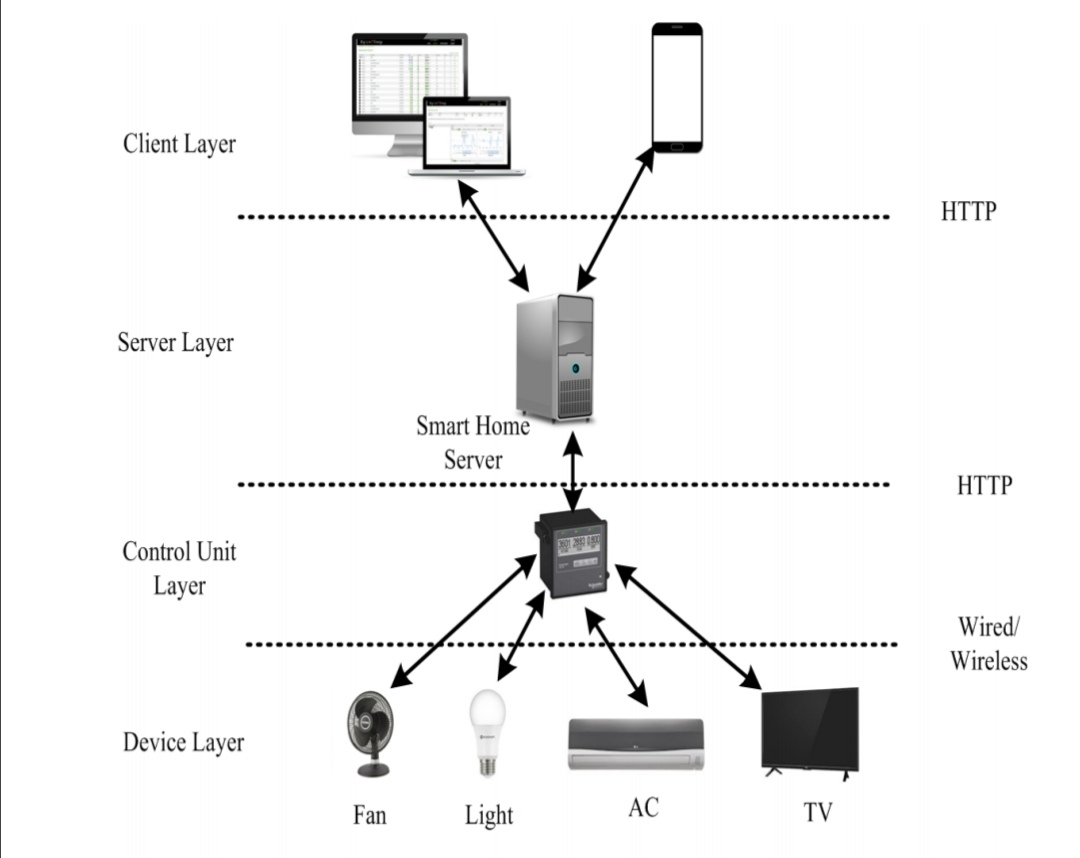 Client Layer
HTTP
Server Layer
Smart Home
Server
HTTP
Control Unit
Layer
Wired/
Wireless
Device Layer
Fan
Light
AC
TV